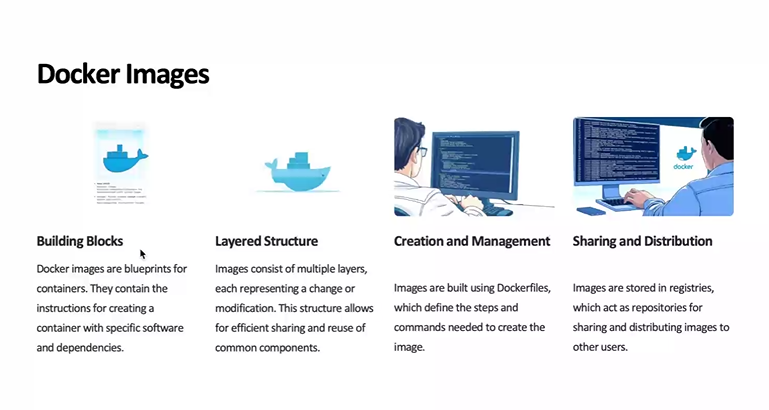 Docker Images
docker
Building Blocks
Docker images are blueprints for
containers. They contain the
instructions for creating a
container with specific software
and dependencies.
Layered Structure
Images consist of multiple layers,
each representing a change or
modification. This structure allows
for efficient sharing and reuse of
common components.
Creation and Management
Images are built using Dockerfiles,
which define the steps and
commands needed to create the
image.
Sharing and Distribution
Images are stored in registries,
which act as repositories for
sharing and distributing images to
other users.